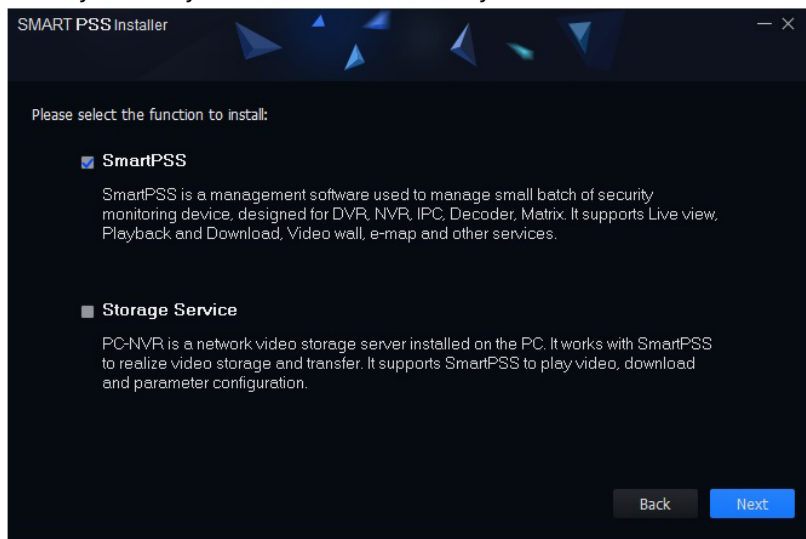 SMART PSS Installer
Please select the function to install:
SmartPSS
SmartPSS is a management software used to manage small batch of security
monitoring device, designed for DVR, NVR, IPC, Decoder, Matrix. It supports Live view,
Playback and Download, Video wall, e-map and other services.
Storage Service
PC-NVR is a network video storage server installed on the PC. It works with SmartPSS
to realize video storage and transfer. It supports SmartPSS to play video, download
and parameter configuration.
Back Next